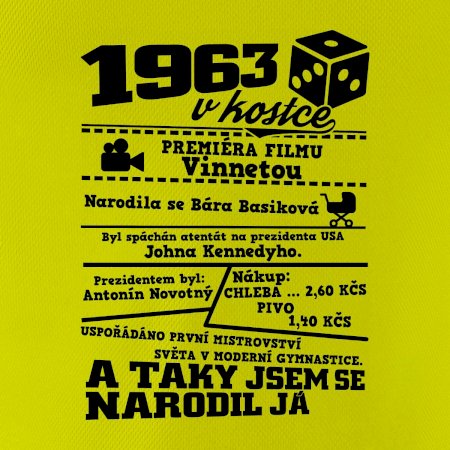 1963
v kostce
PREMIÉRA FILMU
Vinnetou
Narodila se Bára Basiková
Byl spáchán atentát na prezidenta USA
Johna Kennedyho.
Prezidentem byl:
Antonín Novotný
Nákup:
CHLEBA ... 2,60 KČS
PIVO
1,40 KČS
USPOŘÁDÁNO PRVNÍ MISTROVSTVÍ
SVĚTA V MODERNÍ GYMNASTICE.
A TAKY JSEM SE
NARODIL JÁ